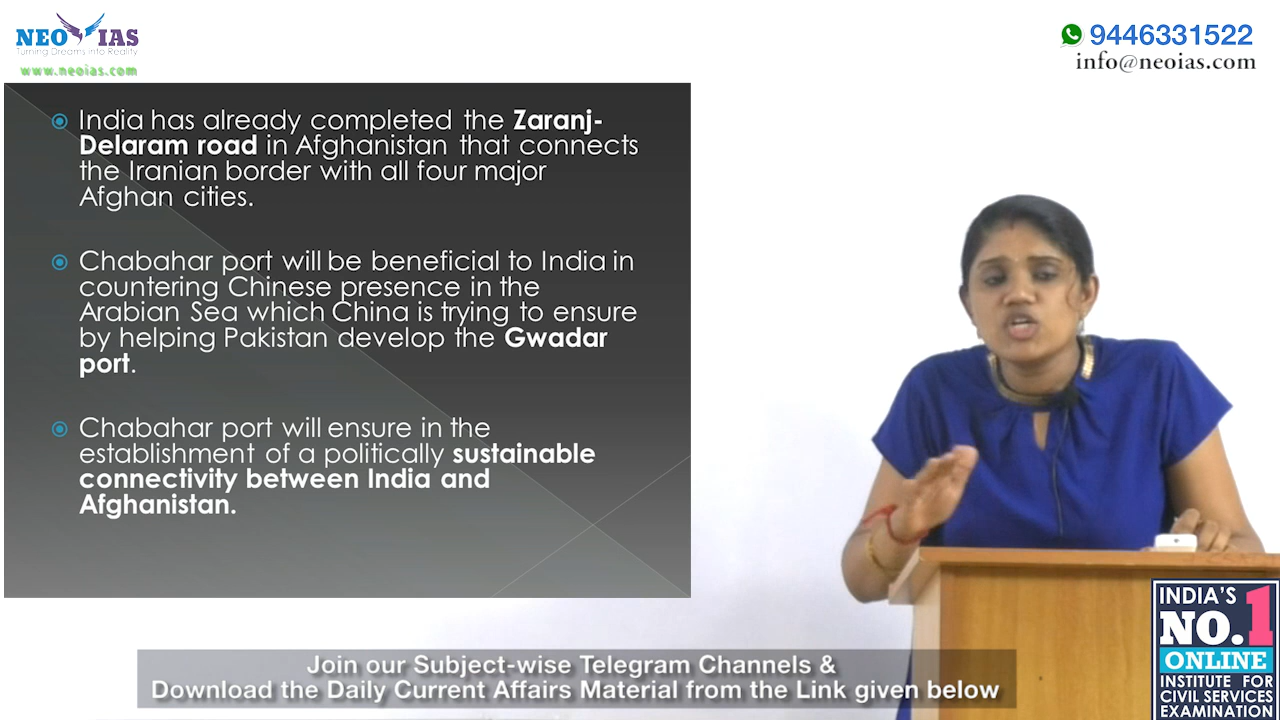 NEO IAS
Turning Dreams into Reality
www.neoias.com
9446331522
info@neoias.com
India has already completed the Zaranj-
Delaram road in Afghanistan that connects
the Iranian border with all four major
Afghan cities.
Chabahar port will be beneficial to India in
countering Chinese presence in the
Arabian Sea which China is trying to ensure
by helping Pakistan develop the Gwadar
port.
Chabahar port will ensure in the
establishment of a politically sustainable
connectivity between India and
Afghanistan.
INDIA'S
NO.1
ONLINE
INSTITUTE FOR
CIVIL SERVICES
EXAMINATION
Join our Subject-wise Telegram Channels &
Download the Daily Current Affairs Material from the Link given below